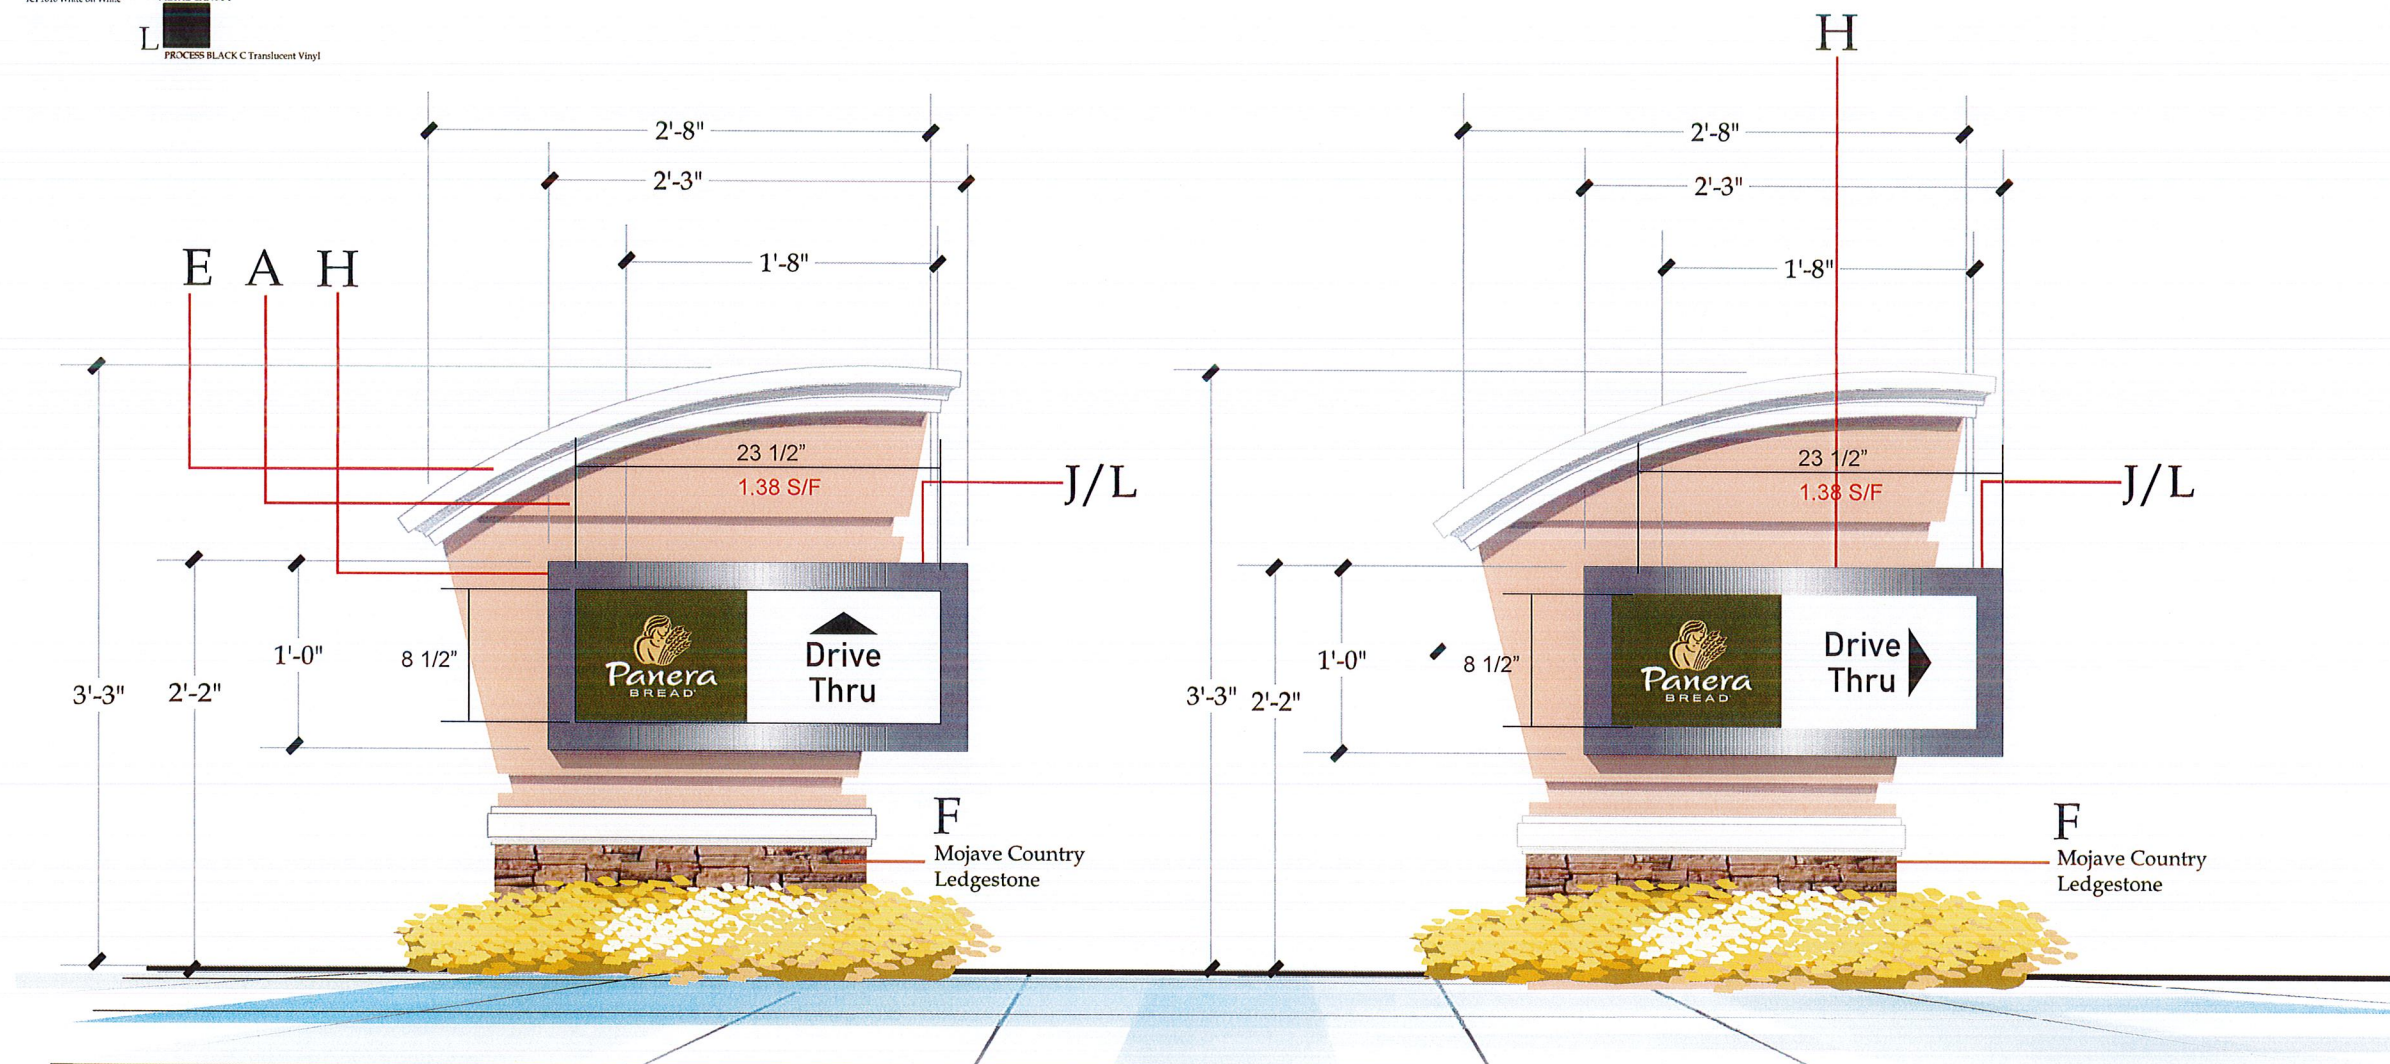 L
PROCESS BLACK C Translucent Vinyl
2'-8"
2'-3"
1'-8"
E A H
23 1/2”
1.38 S/F
J/L
3'-3"
2'-2"
1'-0"
8 1/2”
Panera
BREAD
Drive
Thru
F
Mojave Country
Ledgestone
H
2'-8"
2'-3"
1'-8"
23 1/2”
1.38 S/F
J/L
3'-3"
2'-2"
1'-0"
8 1/2”
Panera
BREAD
Drive
Thru
F
Mojave Country
Ledgestone